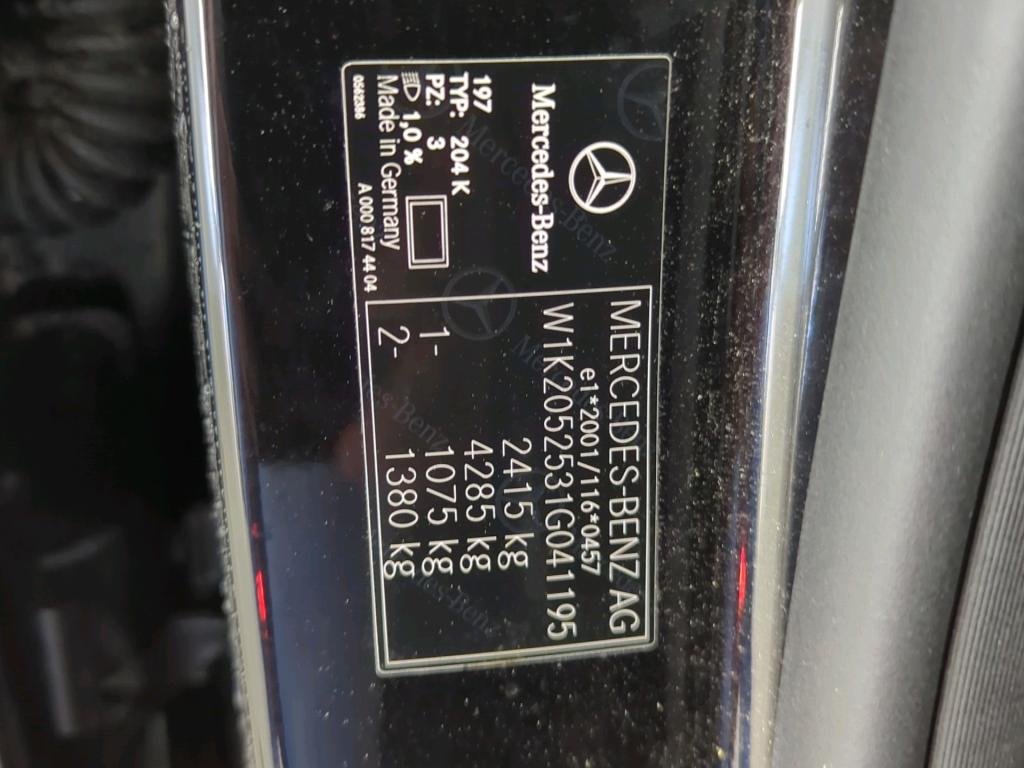 Mercedes-Benz
197
TYP: 204 K
PZ: 3
1,0 %
Made in Germany
0582386 A 000 817 44 04
MERCEDES-BENZ AG
e1*2001/116*0457
W1K2052531G041195
2415 kg
4285 kg
1- 1075 kg
2- 1380 kg